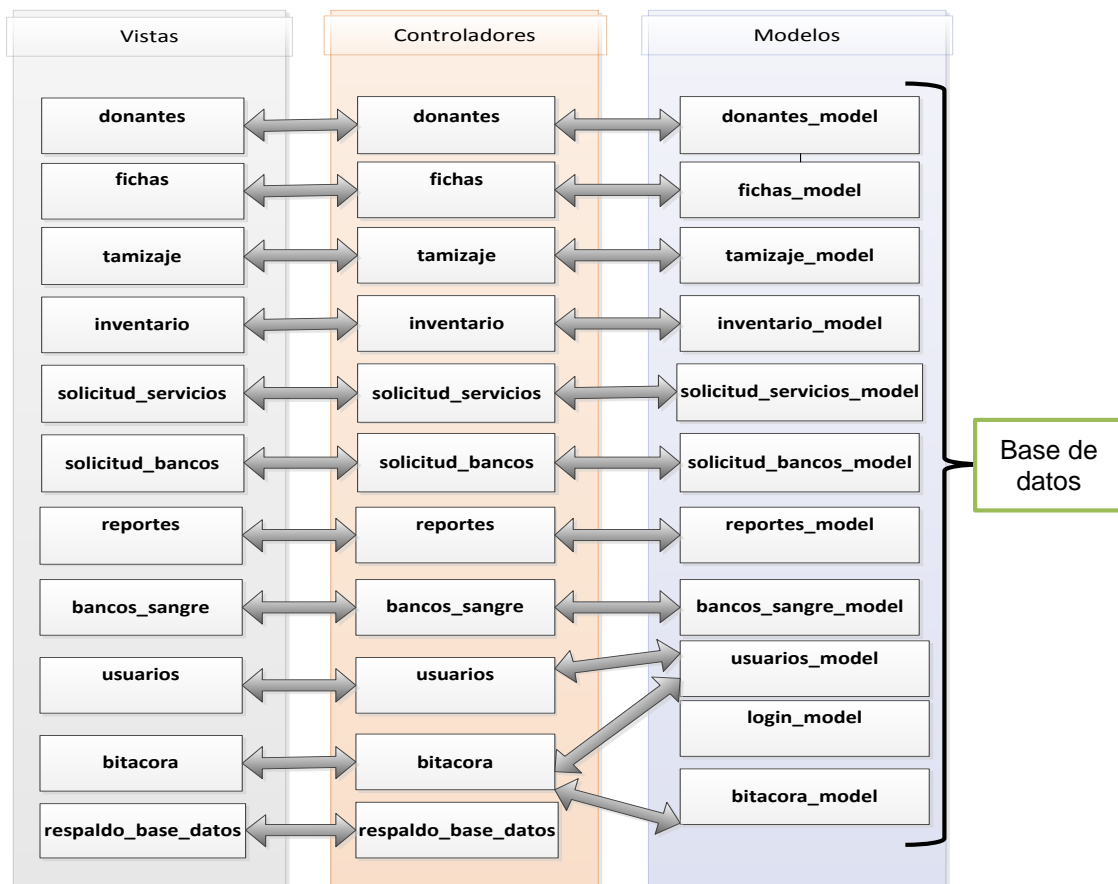 Vistas
Controladores
Modelos
donantes
donantes
donantes_model
fichas
fichas
fichas_model
tamizaje
tamizaje
tamizaje_model
inventario
inventario
inventario_model
solicitud_servicios
solicitud_servicios
solicitud_servicios_model
solicitud_bancos
solicitud_bancos
solicitud_bancos_model
reportes
reportes
reportes_model
bancos_sangre
bancos_sangre
bancos_sangre_model
usuarios
usuarios
usuarios_model
login_model
bitacora
bitacora
bitacora_model
respaldo_base_datos
respaldo_base_datos
Base de
datos